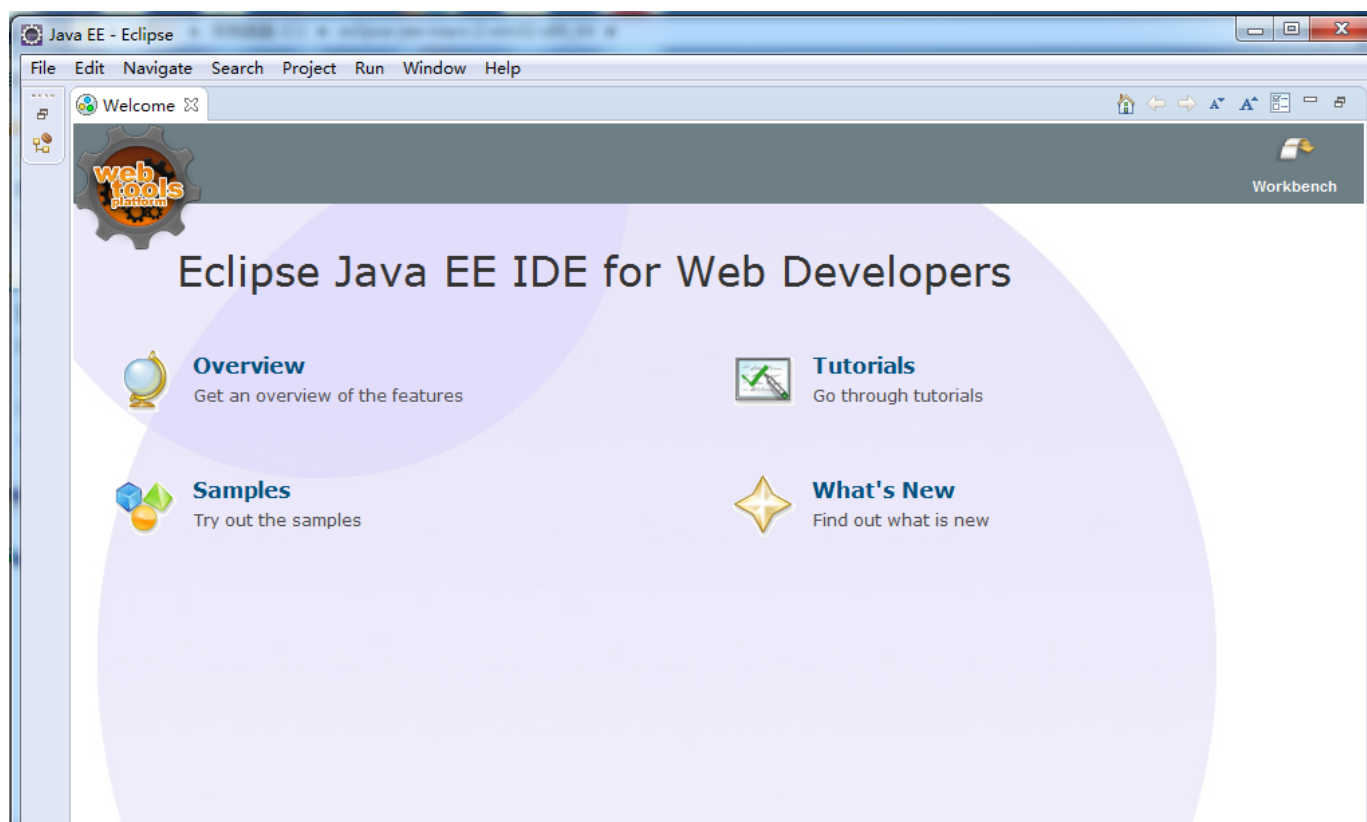 Java EE - Eclipse
File Edit Navigate Search Project Run Window Help
Welcome
web
tools
platform
Workbench
Eclipse Java EE IDE for Web Developers
Overview
Get an overview of the features
Tutorials
Go through tutorials
Samples
Try out the samples
What's New
Find out what is new